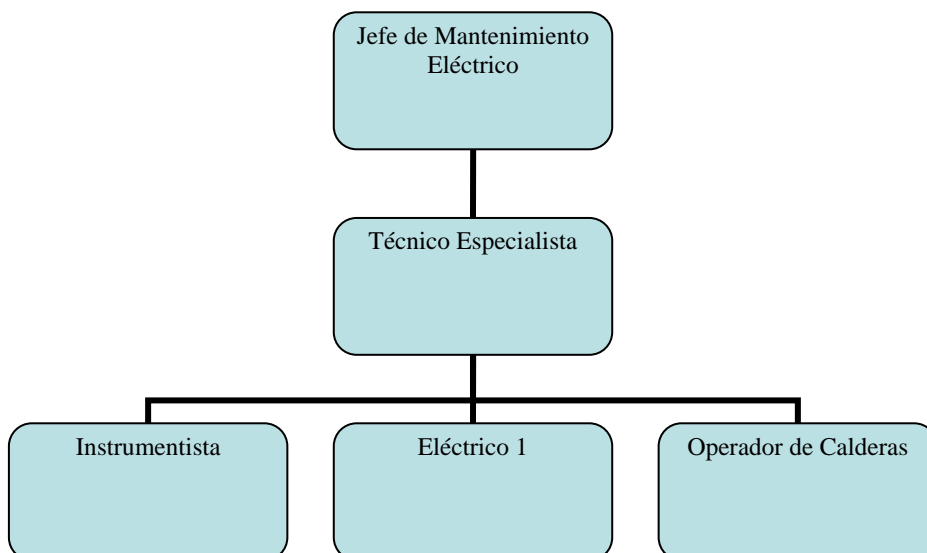 Jefe de Mantenimiento
Eléctrico
Técnico Especialista
Instrumentista
Eléctrico 1
Operador de Calderas